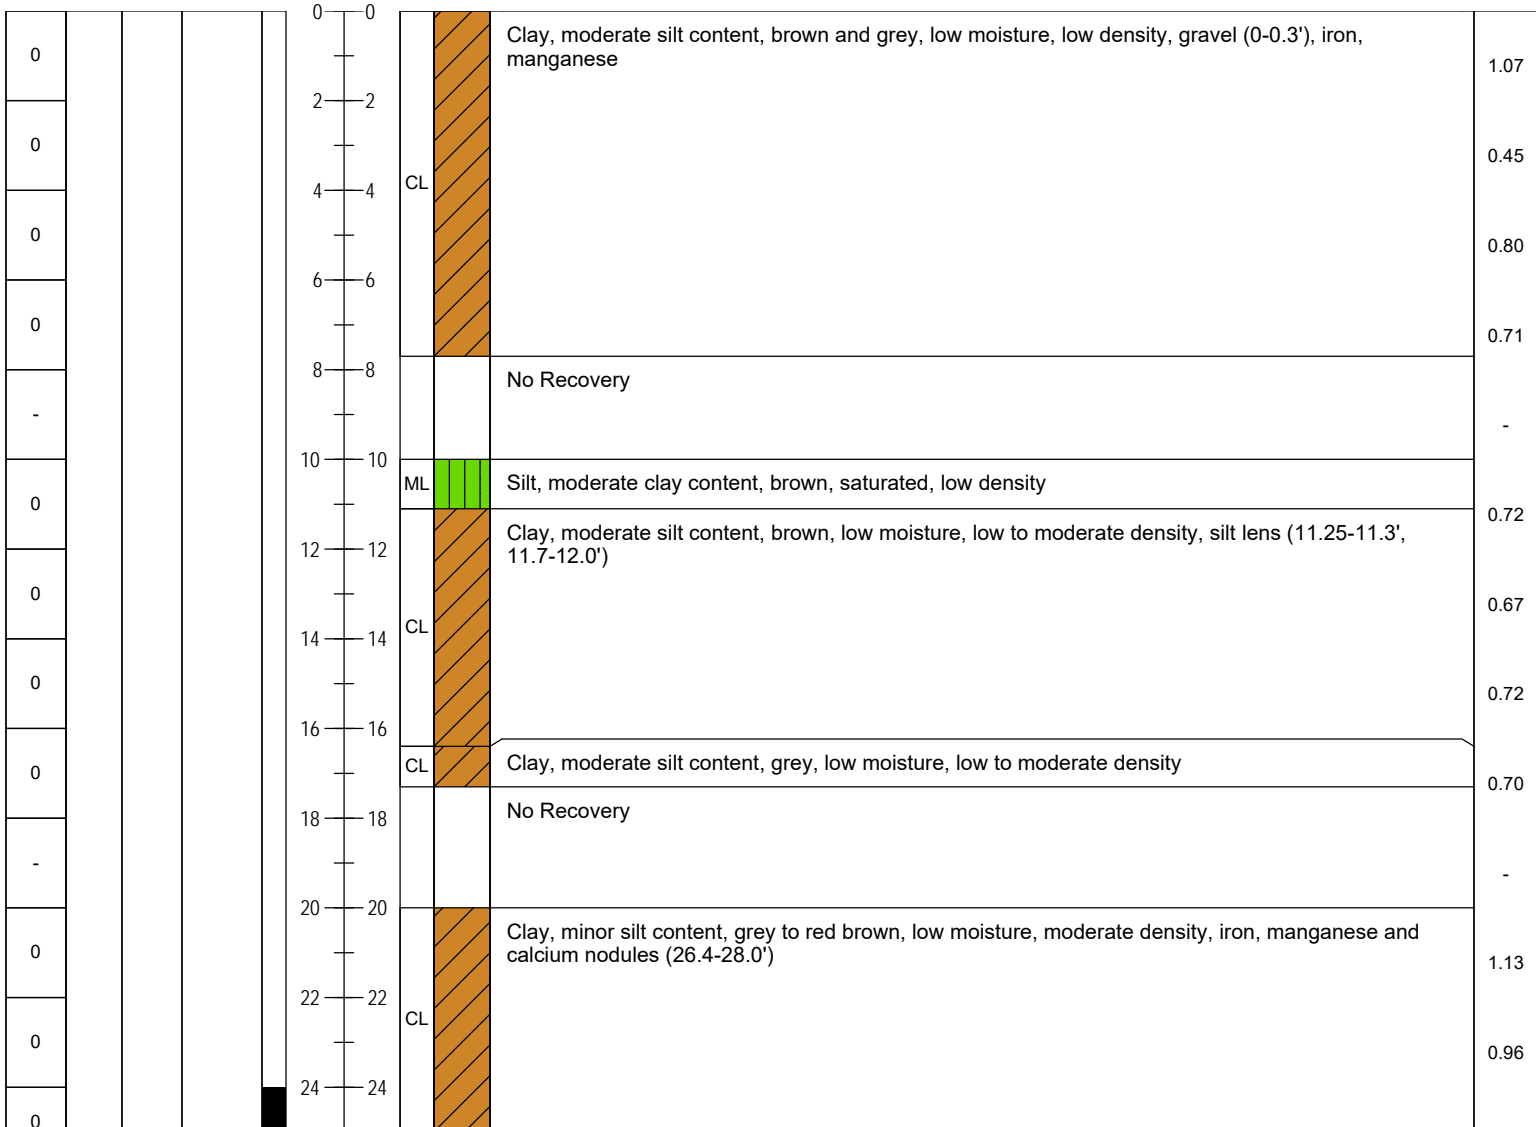 0 0
Clay, moderate silt content, brown and grey, low moisture, low density, gravel (0-0.3'), iron,
manganese
0
1.07
2 2
0
0.45
CL
4 4
0
0.80
6 6
0
0.71
8 8
No Recovery
-
-
10 10
ML
Silt, moderate clay content, brown, saturated, low density
0
0.72
Clay, moderate silt content, brown, low moisture, low to moderate density, silt lens (11.25-11.3',
11.7-12.0')
12 12
0
0.67
CL
14 14
0
0.72
16 16
CL
Clay, moderate silt content, grey, low moisture, low to moderate density
0
0.70
No Recovery
18 18
-
-
20 20
Clay, minor silt content, grey to red brown, low moisture, moderate density, iron, manganese and
calcium nodules (26.4-28.0')
0
1.13
22 22
CL
0
0.96
24 24
0